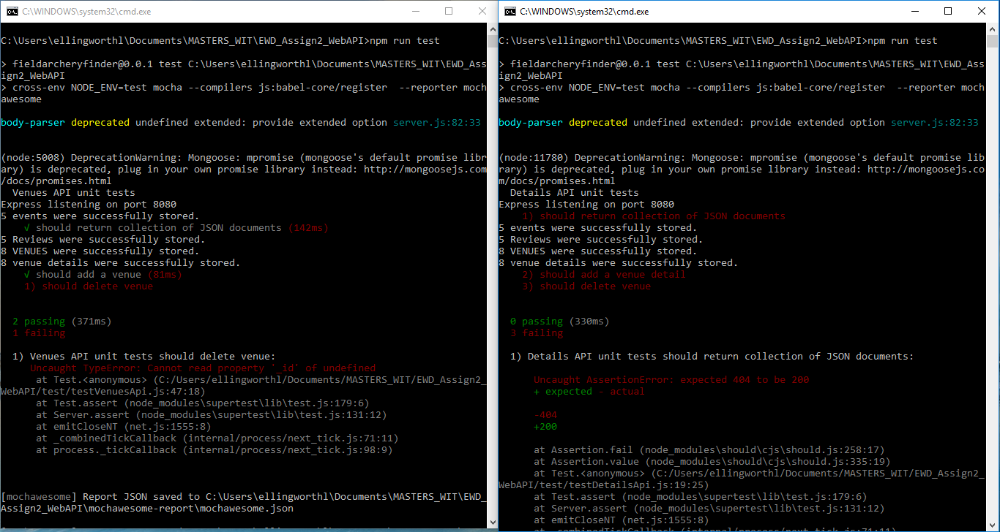 C:\WINDOWS\system32\cmd.exe
C:\Users\ellingworthl\Documents\MASTERS_WIT\EWD_Assign2_WebAPI>npm run test
> fieldarcheryfinder@0.0.1 test C:\Users\ellingworthl\Documents\MASTERS_WIT\EWD_Ass
ign2_WebAPI
> cross-env NODE_ENV=test mocha --compilers js:babel-core/register  --reporter moch
awesome
body-parser deprecated undefined extended: provide extended option server.js:82:33
(node:5008) DeprecationWarning: Mongoose: mpromise (mongoose's default promise libr
ary) is deprecated, plug in your own promise library instead: http://mongoosejs.com
/docs/promises.html
Venues API unit tests
Express listening on port 8080
5 events were successfully stored.
√ should return collection of JSON documents (142ms)
5 Reviews were successfully stored.
8 VENUES were successfully stored.
8 venue details were successfully stored.
√ should add a venue (81ms)
1) should delete venue
2 passing (371ms)
1 failing
1) Venues API unit tests should delete venue:
Uncaught TypeError: Cannot read property '_id' of undefined
at Test.<anonymous> (C:/Users/ellingworthl/Documents/MASTERS_WIT/EWD_Assign2_
WebAPI/test/testVenuesApi.js:47:18)
at Test.assert (node_modules\supertest\lib\test.js:179:6)
at Server.assert (node_modules\supertest\lib\test.js:131:12)
at emitCloseNT (net.js:1555:8)
at _combinedTickCallback (internal/process/next_tick.js:71:11)
at process._tickCallback (internal/process/next_tick.js:98:9)
[mochawesome] Report JSON saved to C:\Users\ellingworthl\Documents\MASTERS_WIT\EWD_
Assign2_WebAPI\mochawesome-report\mochawesome.json
C:\WINDOWS\system32\cmd.exe
C:\Users\ellingworthl\Documents\MASTERS_WIT\EWD_Assign2_WebAPI>npm run test
> fieldarcheryfinder@0.0.1 test C:\Users\ellingworthl\Documents\MASTERS_WIT\EWD_Ass
ign2_WebAPI
> cross-env NODE_ENV=test mocha --compilers js:babel-core/register  --reporter moch
awesome
body-parser deprecated undefined extended: provide extended option server.js:82:33
(node:11780) DeprecationWarning: Mongoose: mpromise (mongoose's default promise lib
rary) is deprecated, plug in your own promise library instead: http://mongoosejs.co
m/docs/promises.html
Details API unit tests
Express listening on port 8080
1) should return collection of JSON documents
5 events were successfully stored.
5 Reviews were successfully stored.
8 VENUES were successfully stored.
8 venue details were successfully stored.
2) should add a venue detail
3) should delete venue
0 passing (330ms)
3 failing
1) Details API unit tests should return collection of JSON documents:
Uncaught AssertionError: expected 404 to be 200
+ expected - actual
-404
+200
at Assertion.fail (node_modules\should\cjs\should.js:258:17)
at Assertion.value (node_modules\should\cjs\should.js:335:19)
at Test.<anonymous> (C:/Users/ellingworthl/Documents/MASTERS_WIT/EWD_Assign2_
WebAPI/test/testDetailsApi.js:19:25)
at Test.assert (node_modules\supertest\lib\test.js:179:6)
at Server.assert (node_modules\supertest\lib\test.js:131:12)
at emitCloseNT (net.js:1555:8)